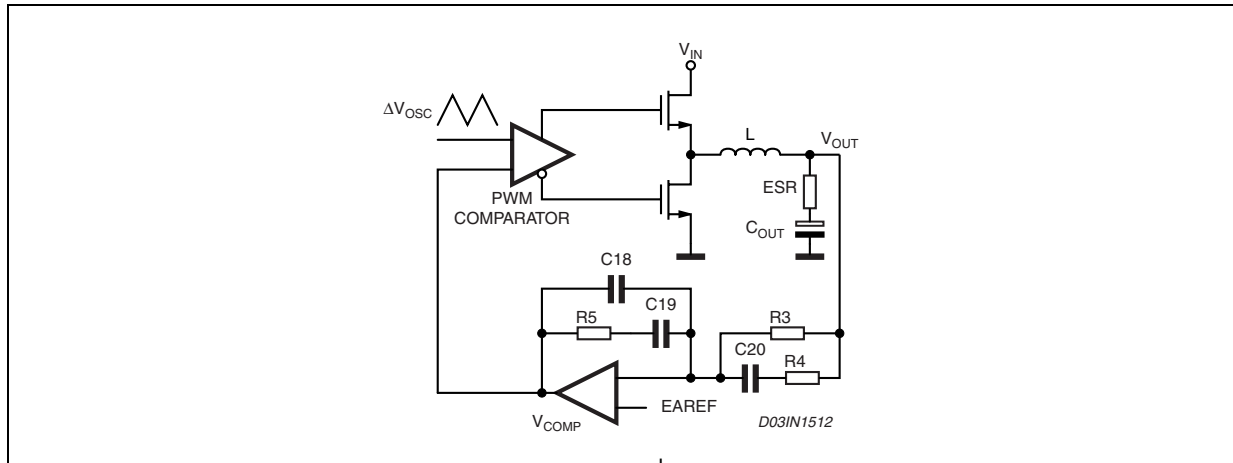 V_IN
ΔV_OSC
L
V_OUT
ESR
PWM
COMPARATOR
C_OUT
C18
C19
R5
R3
C20
R4
EAREF
V_COMP
D03IN1512